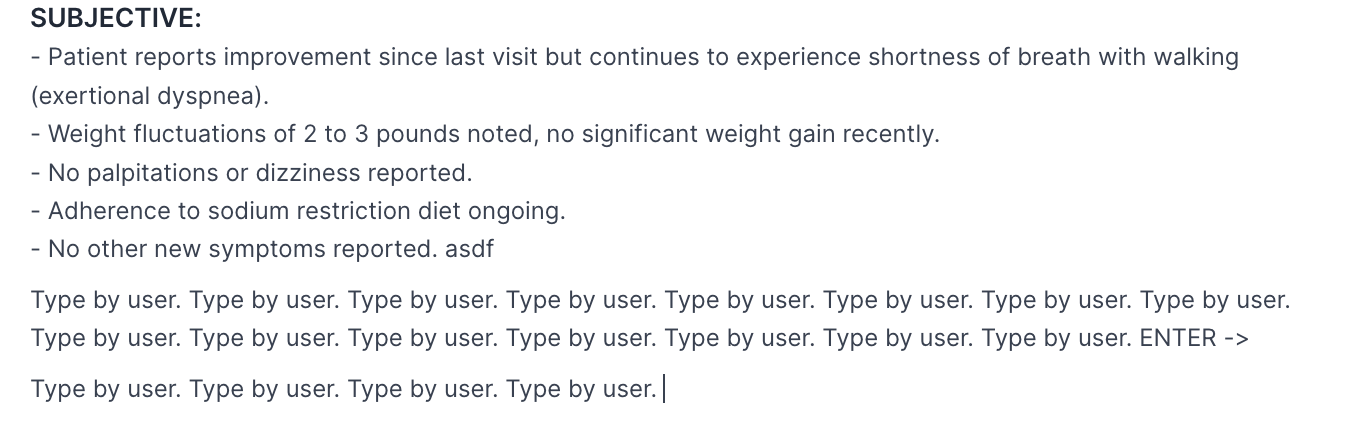 SUBJECTIVE:
- Patient reports improvement since last visit but continues to experience shortness of breath with walking
(exertional dyspnea).
- Weight fluctuations of 2 to 3 pounds noted, no significant weight gain recently.
- No palpitations or dizziness reported.
- Adherence to sodium restriction diet ongoing.
- No other new symptoms reported. asdf
Type by user. Type by user. Type by user. Type by user. Type by user. Type by user. Type by user. Type by user.
Type by user. Type by user. Type by user. Type by user. Type by user. Type by user. Type by user. ENTER ->
Type by user. Type by user. Type by user. Type by user.